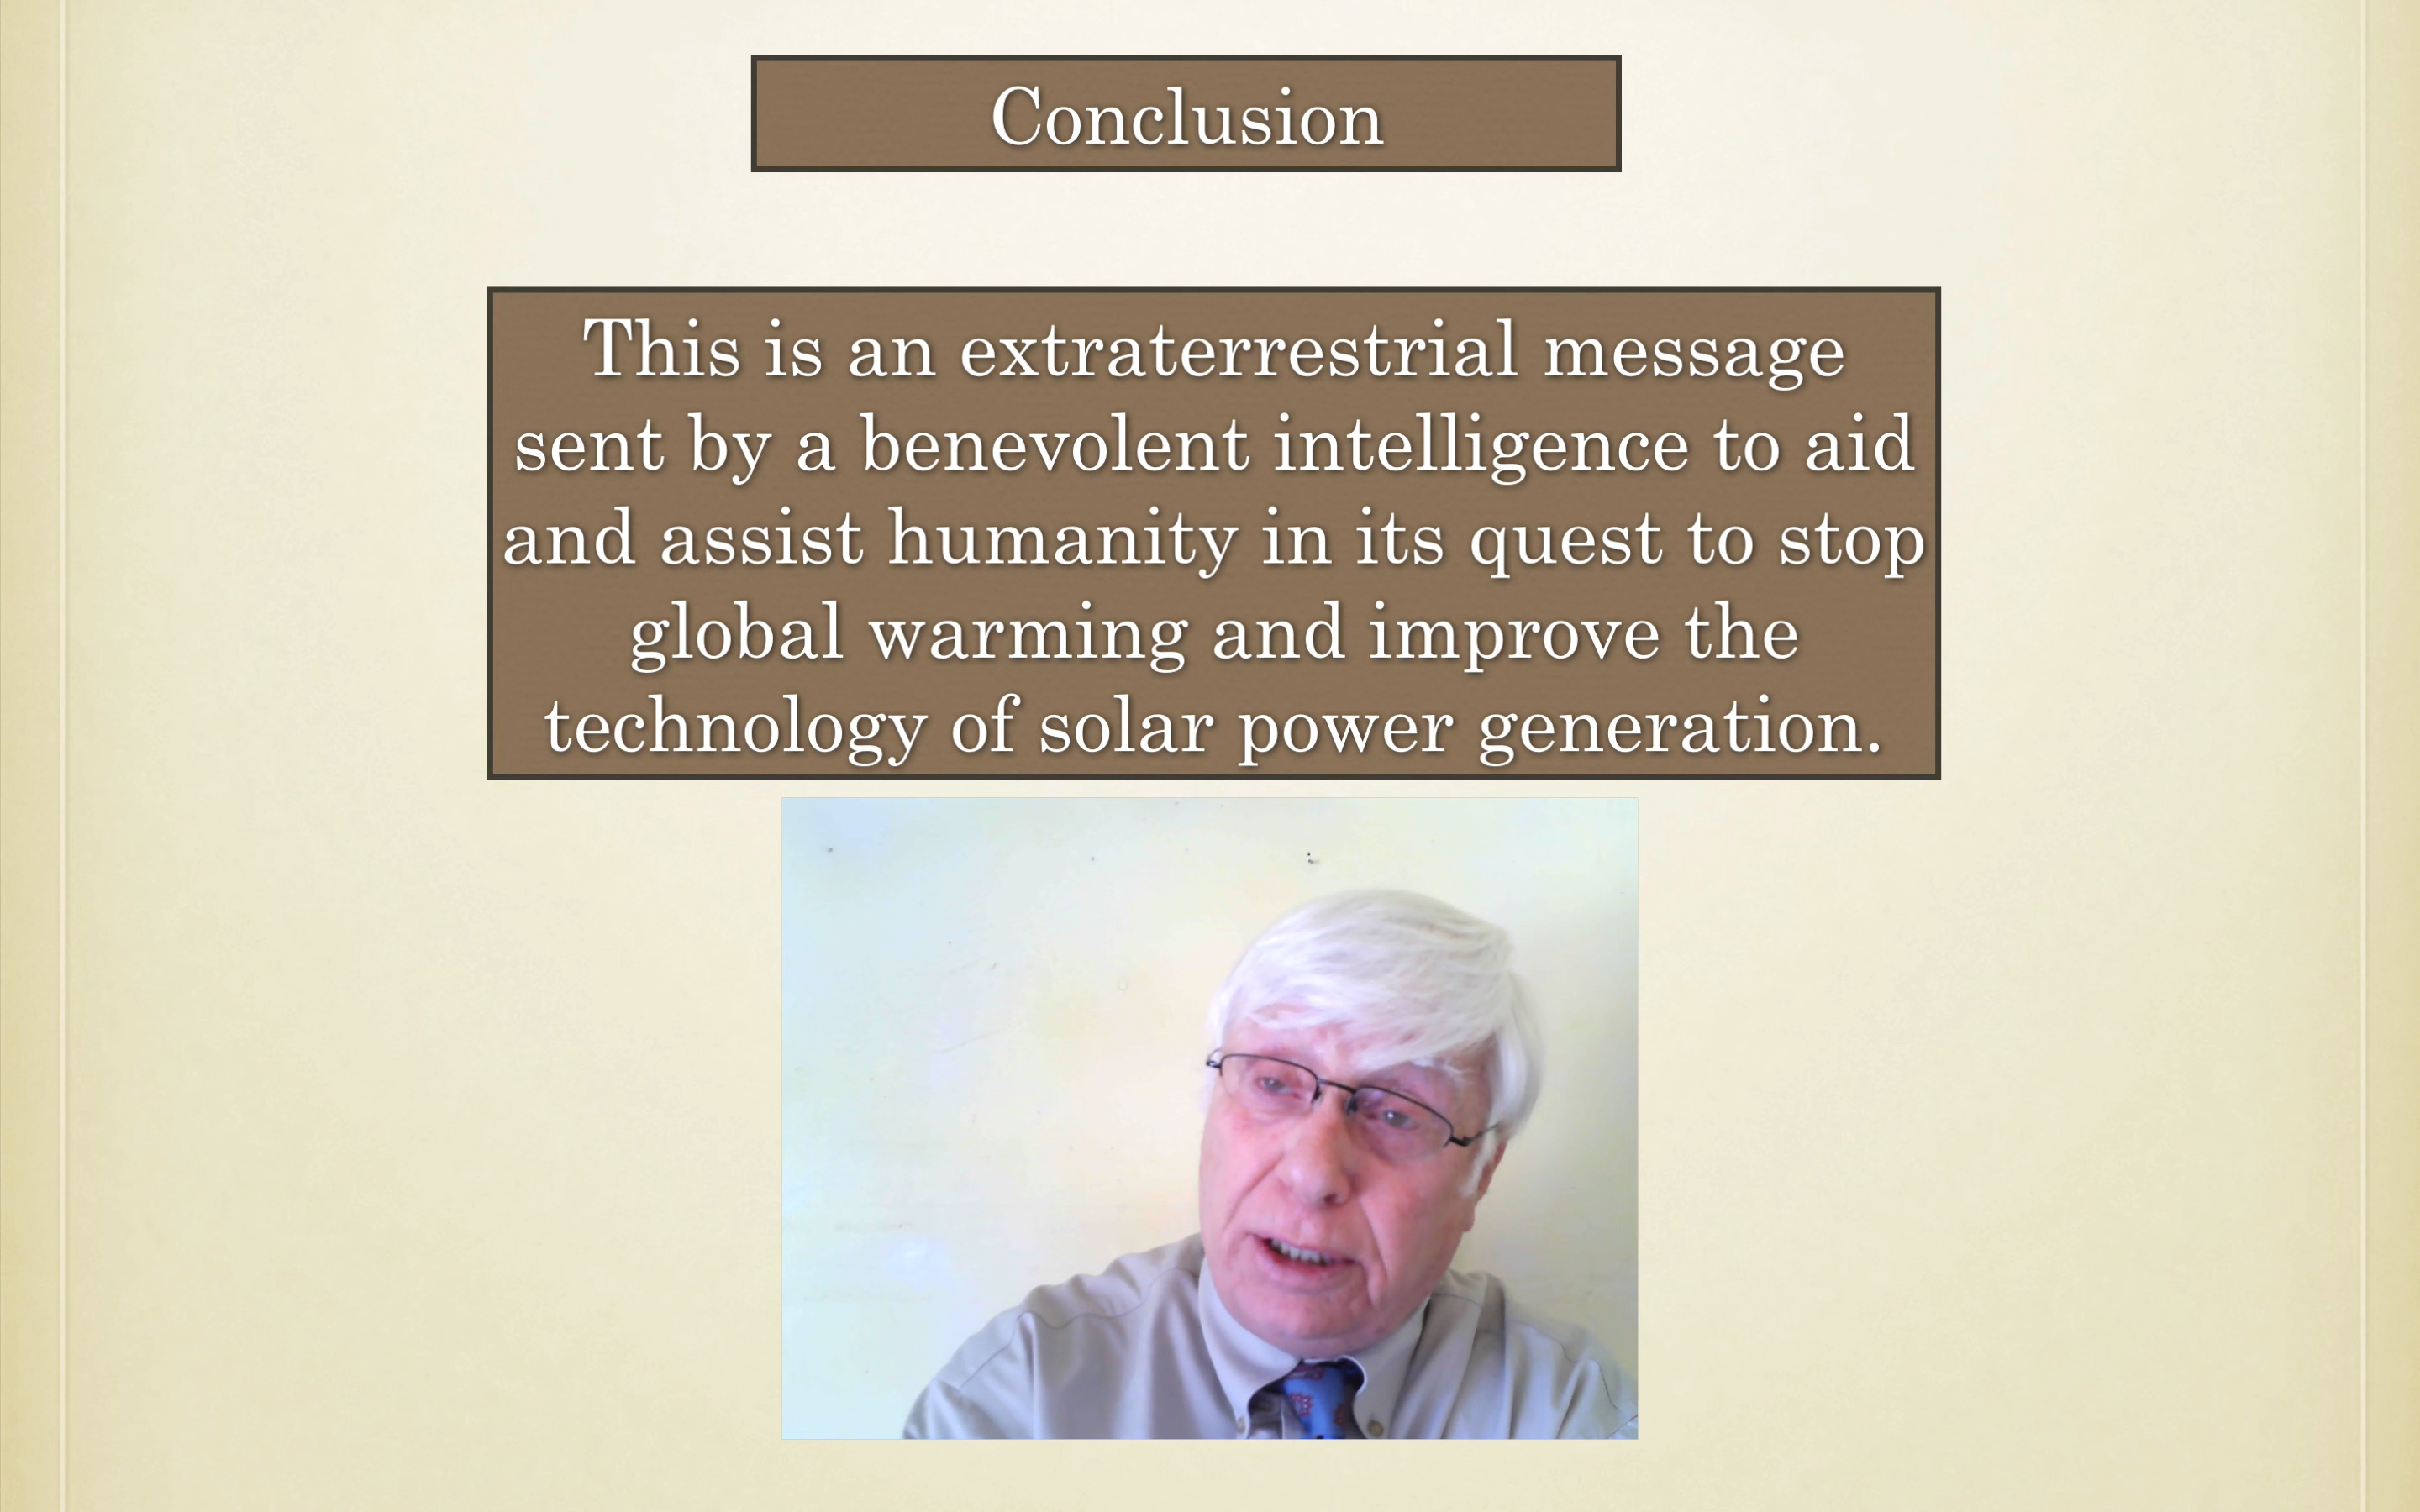 Conclusion
This is an extraterrestrial message
sent by a benevolent intelligence to aid
and assist humanity in its quest to stop
global warming and improve the
technology of solar power generation.